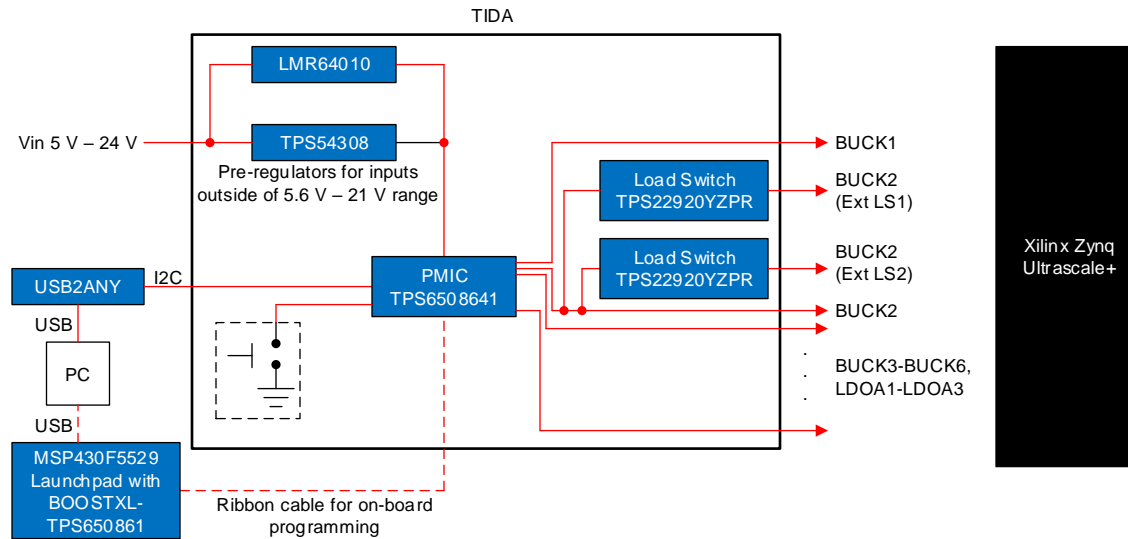 TIDA
LMR64010
Vin 5 V – 24 V
TPS54308
Pre-regulators for inputs
outside of 5.6 V – 21 V range
BUCK1
Load Switch
TPS22920YZPR
BUCK2
(Ext LS1)
Load Switch
TPS22920YZPR
BUCK2
(Ext LS2)
Xilinx Zynq
Ultrascale+
USB2ANY
I2C
PMIC
TPS6508641
BUCK2
USB
PC
BUCK3-BUCK6,
LDOA1-LDOA3
USB
MSP430F5529
Launchpad with
BOOSTXL-
TPS650861
Ribbon cable for on-board
programming